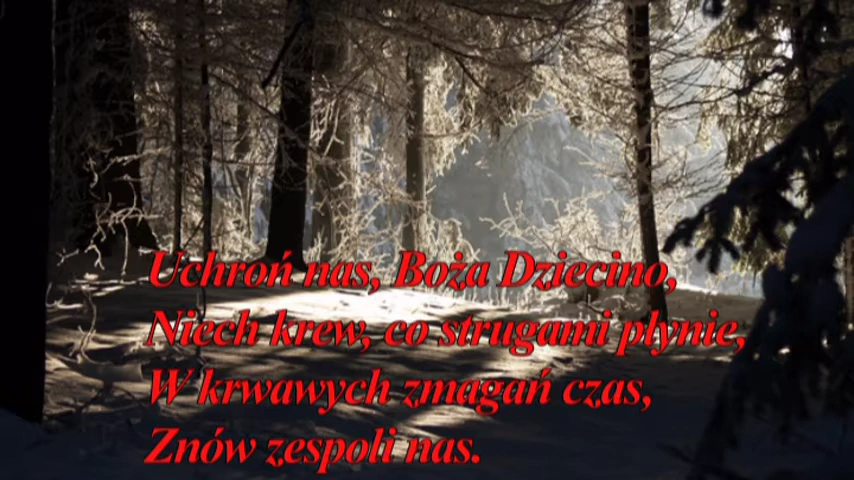 Uchroń nas, Boża Dziecino,
Niech krew, co strugami płynie,
W krwawych zmagań czas,
Znów zespoli nas.